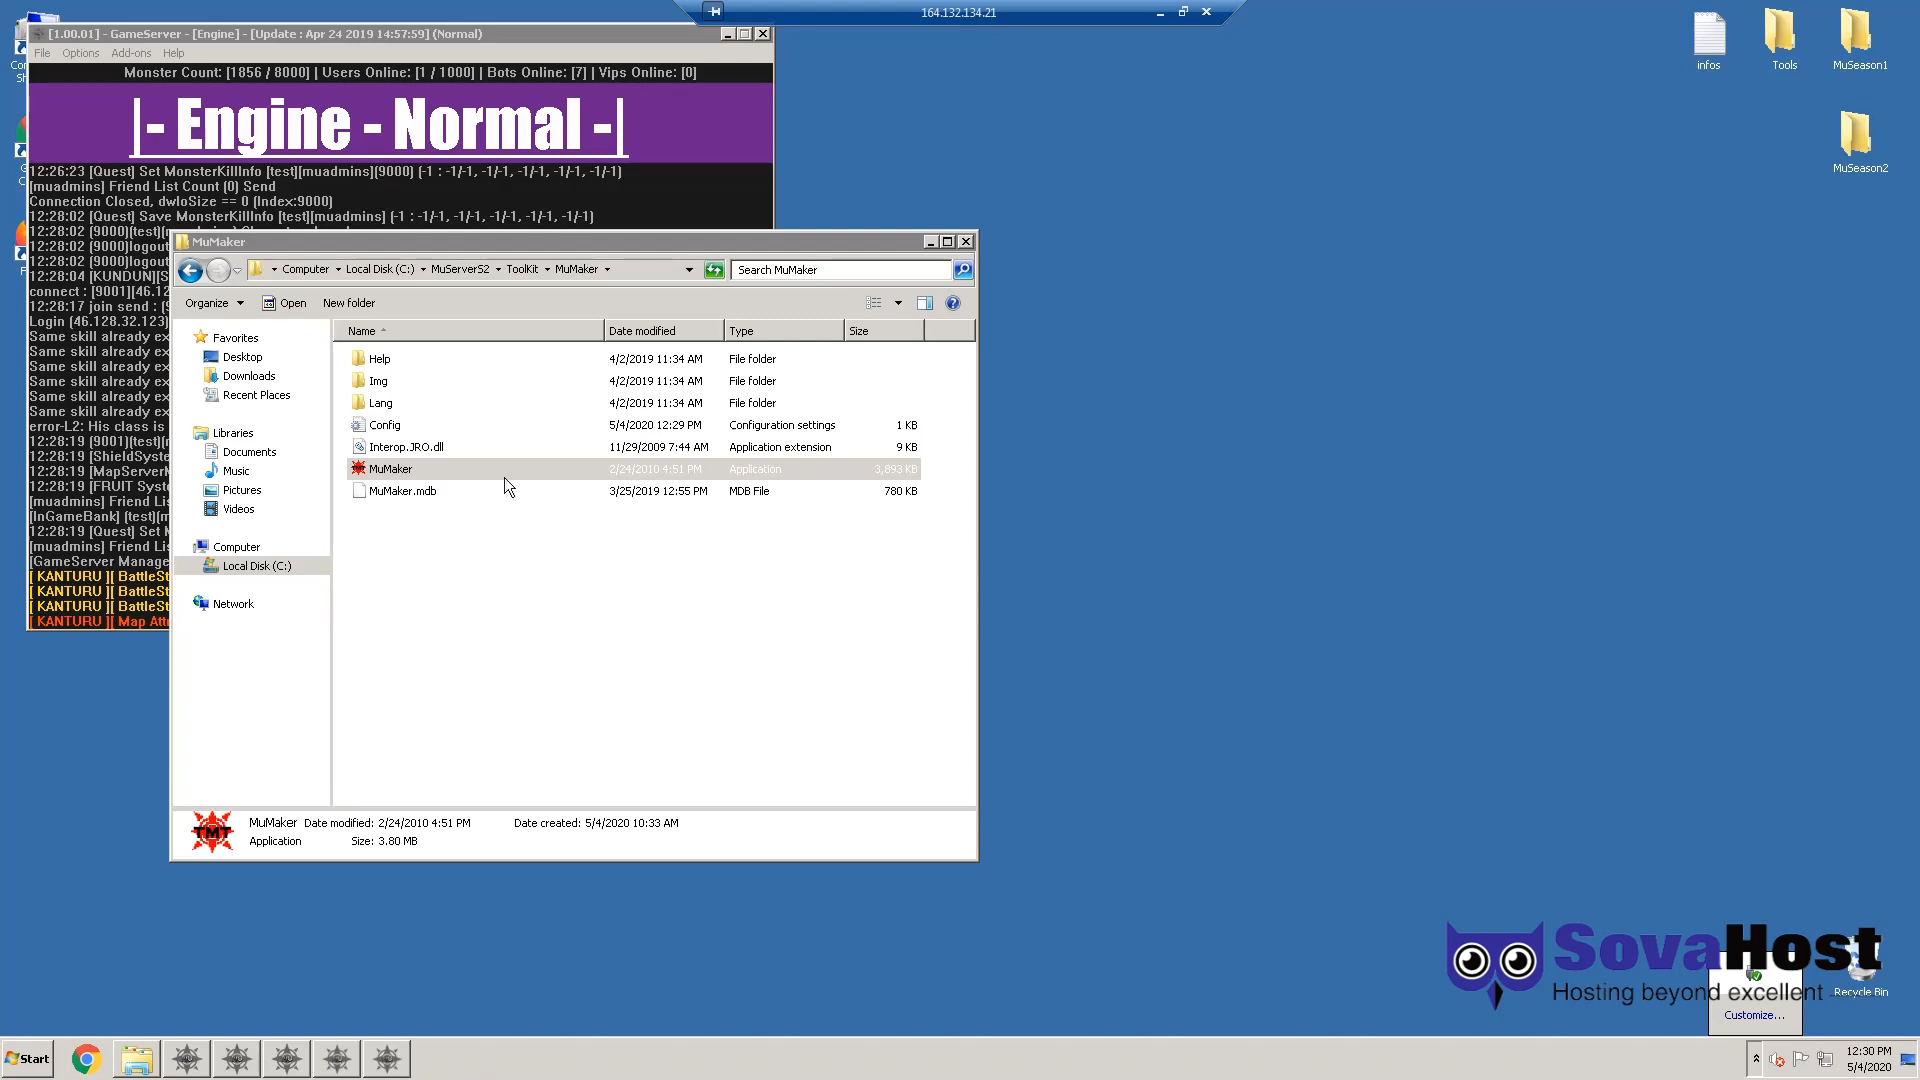 164.132.134.21
[1.00.01] - GameServer - [Engine] - [Update : Apr 24 2019 14:57:59] (Normal)
File Options Add-ons Help
Monster Count: [1856 / 8000] | Users Online: [1 / 1000] | Bots Online: [7] | Vips Online: [0]
|- Engine - Normal -|
12:26:23 [Quest] Set MonsterKillInfo [test][muadmins](9000) (-1 : -1/-1, -1/-1, -1/-1, -1/-1, -1/-1)
[muadmins] Friend List Count [0] Send
Connection Closed, dwIoSize == 0 (Index:9000)
12:28:02 [Quest] Save MonsterKillInfo [test][muadmins] (-1 : -1/-1, -1/-1, -1/-1, -1/-1, -1/-1)
12:28:02 (9000)(test)(
12:28:02 (9000)logout
12:28:02 (9000)logout
12:28:04 [KUNDUN][S
connect : [9001][46.12
12:28:17 join send : (9
Login (46.128.32.123)
Same skill already ex
Same skill already ex
Same skill already ex
Same skill already ex
Same skill already ex
Same skill already ex
error-L2: His class is
12:28:19 (9001)(test)(
12:28:19 [ShieldSystem
12:28:19 [MapServerM
12:28:19 [FRUIT Syste
[muadmins] Friend Lis
[InGameBank] [test][m
12:28:19 [Quest] Set M
[muadmins] Friend Lis
[GameServer Manage
[ KANTURU ][ BattleSt
[ KANTURU ][ BattleSt
[ KANTURU ][ BattleSt
[ KANTURU ][ Map Attr
MuMaker
Computer Local Disk (C:) MuServerS2 ToolKit MuMaker
Search MuMaker
Organize Open New folder
Favorites
Desktop
Downloads
Recent Places
Libraries
Documents
Music
Pictures
Videos
Computer
Local Disk (C:)
Network
Name Date modified Type Size
Help 4/2/2019 11:34 AM File folder
Img 4/2/2019 11:34 AM File folder
Lang 4/2/2019 11:34 AM File folder
Config 5/4/2020 12:29 PM Configuration settings 1 KB
Interop.JRO.dll 11/29/2009 7:44 AM Application extension 9 KB
MuMaker 2/24/2010 4:51 PM Application 3,893 KB
MuMaker.mdb 3/25/2019 12:55 PM MDB File 780 KB
TMT
MuMaker Date modified: 2/24/2010 4:51 PM Date created: 5/4/2020 10:33 AM
Application Size: 3.80 MB
infos
Tools
MuSeason1
MuSeason2
SovaHost
Hosting beyond excellent
Recycle Bin
Customize...
Start
12:30 PM
5/4/2020